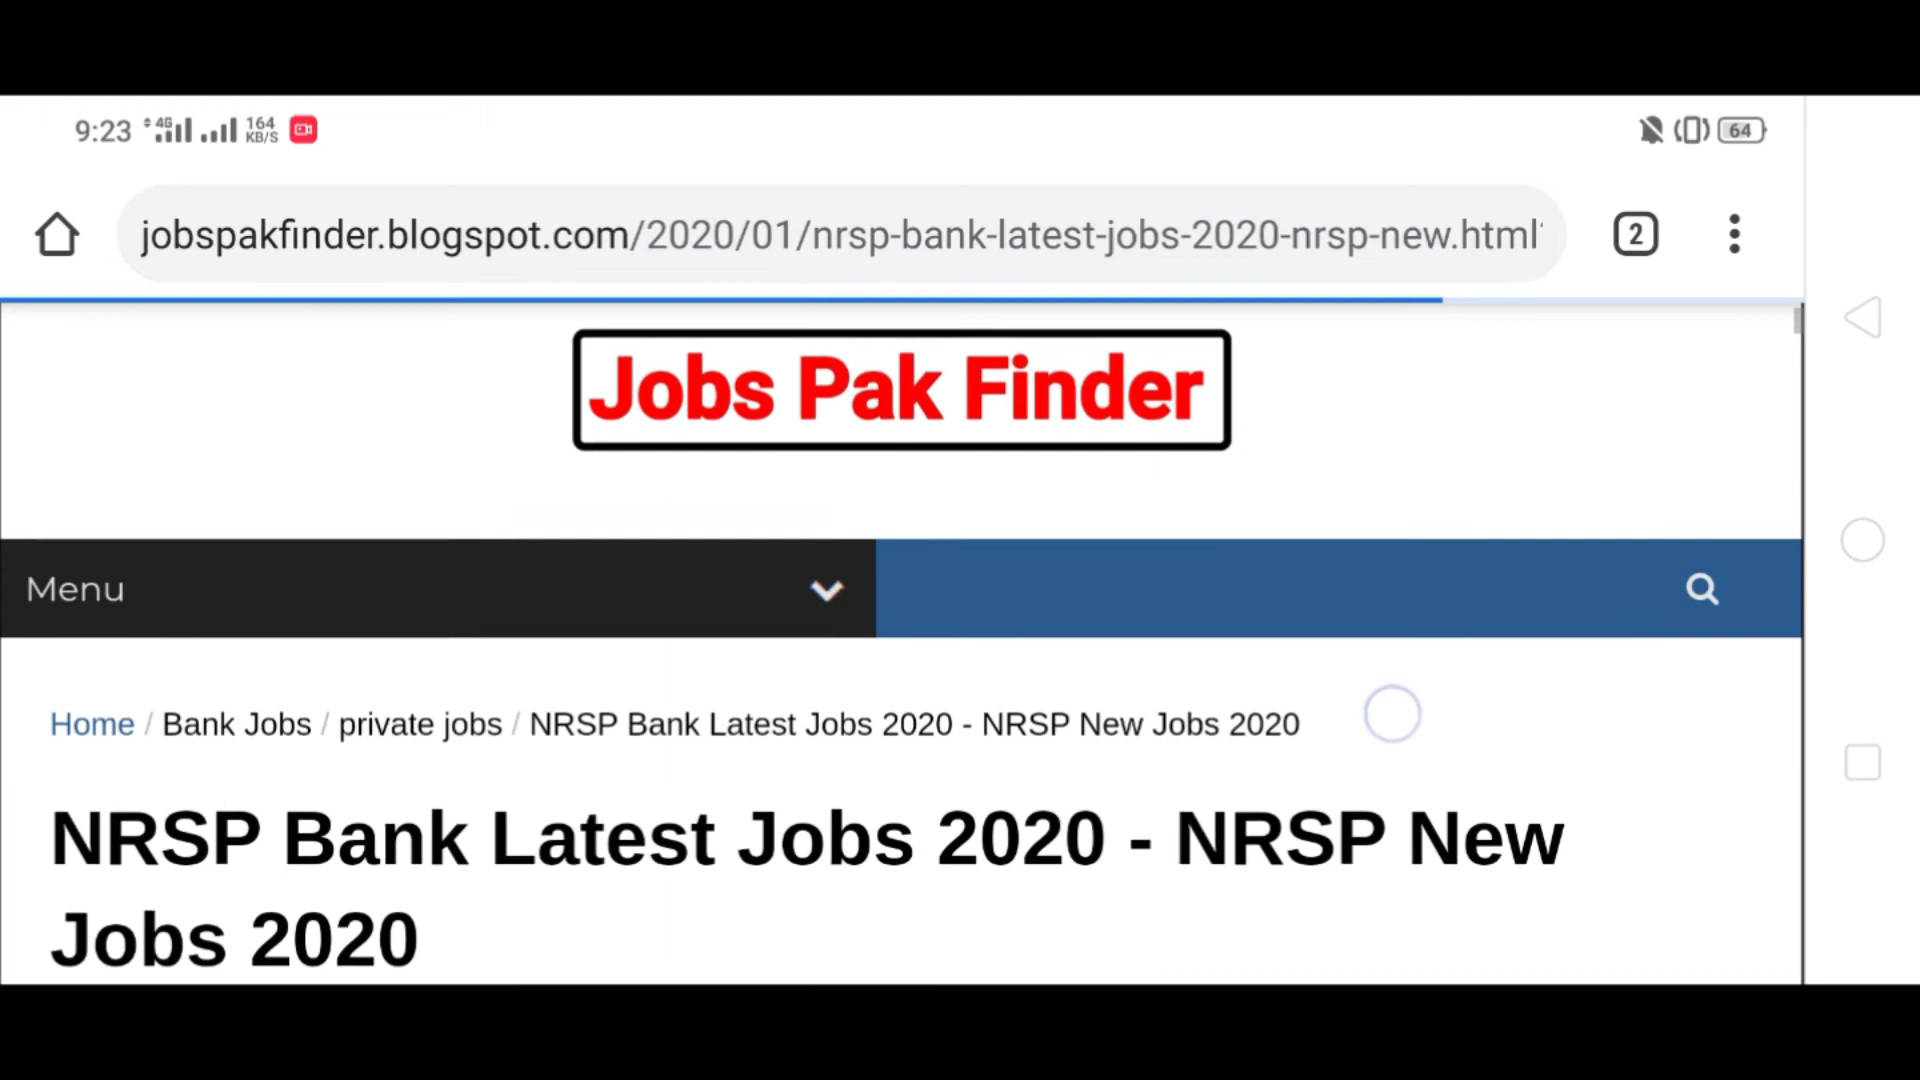 9:23 4G 164 KB/S 64
jobspakfinder.blogspot.com/2020/01/nrsp-bank-latest-jobs-2020-nrsp-new.html
2
Jobs Pak Finder
Menu
Home / Bank Jobs / private jobs / NRSP Bank Latest Jobs 2020 - NRSP New Jobs 2020
NRSP Bank Latest Jobs 2020 - NRSP New
Jobs 2020